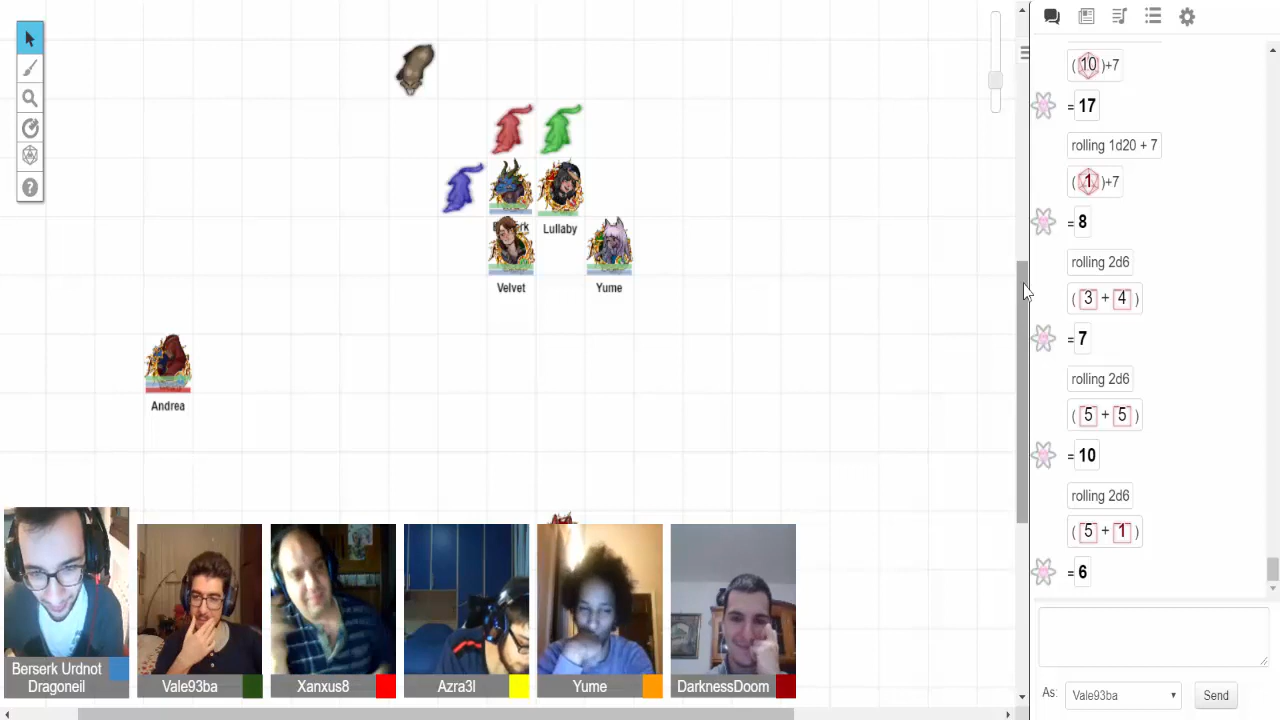 (10)+7
= 17
rolling 1d20 + 7
(1)+7
= 8
rolling 2d6
(3 + 4)
= 7
rolling 2d6
(5 + 5)
= 10
rolling 2d6
(5 + 1)
= 6
Lullaby
Velvet
Yume
Andrea
Berserk Urdnot
Dragoneil
Vale93ba
Xanxus8
Azra3l
Yume
DarknessDoom
As:
Vale93ba
Send